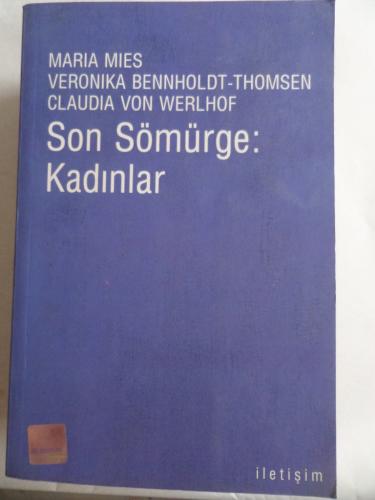 MARIA MIES
VERONIKA BENNHOLDT-THOMSEN
CLAUDIA VON WERLHOF
Son Sömürge:
Kadınlar
iletişim